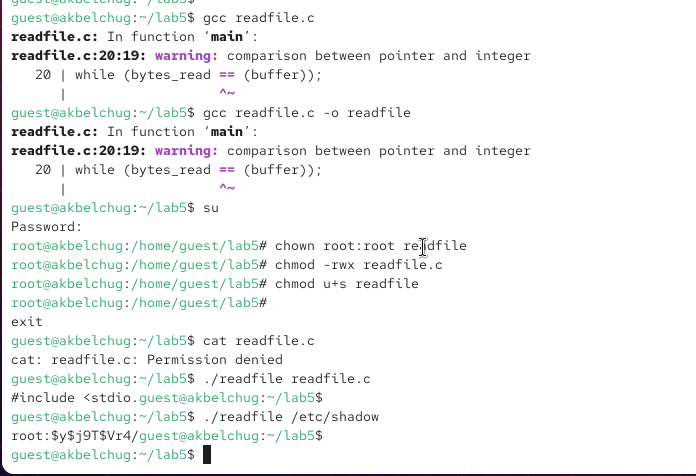 guest@akbelchug:~/lab5$ gcc readfile.c
readfile.c: In function ‘main’:
readfile.c:20:19: warning: comparison between pointer and integer
   20 | while (bytes_read == (buffer));
      |                   ^~
guest@akbelchug:~/lab5$ gcc readfile.c -o readfile
readfile.c: In function ‘main’:
readfile.c:20:19: warning: comparison between pointer and integer
   20 | while (bytes_read == (buffer));
      |                   ^~
guest@akbelchug:~/lab5$ su
Password:
root@akbelchug:/home/guest/lab5# chown root:root readfile
root@akbelchug:/home/guest/lab5# chmod -rwx readfile.c
root@akbelchug:/home/guest/lab5# chmod u+s readfile
root@akbelchug:/home/guest/lab5#
exit
guest@akbelchug:~/lab5$ cat readfile.c
cat: readfile.c: Permission denied
guest@akbelchug:~/lab5$ ./readfile readfile.c
#include <stdio.guest@akbelchug:~/lab5$
guest@akbelchug:~/lab5$ ./readfile /etc/shadow
root:$y$j9T$Vr4/guest@akbelchug:~/lab5$
guest@akbelchug:~/lab5$